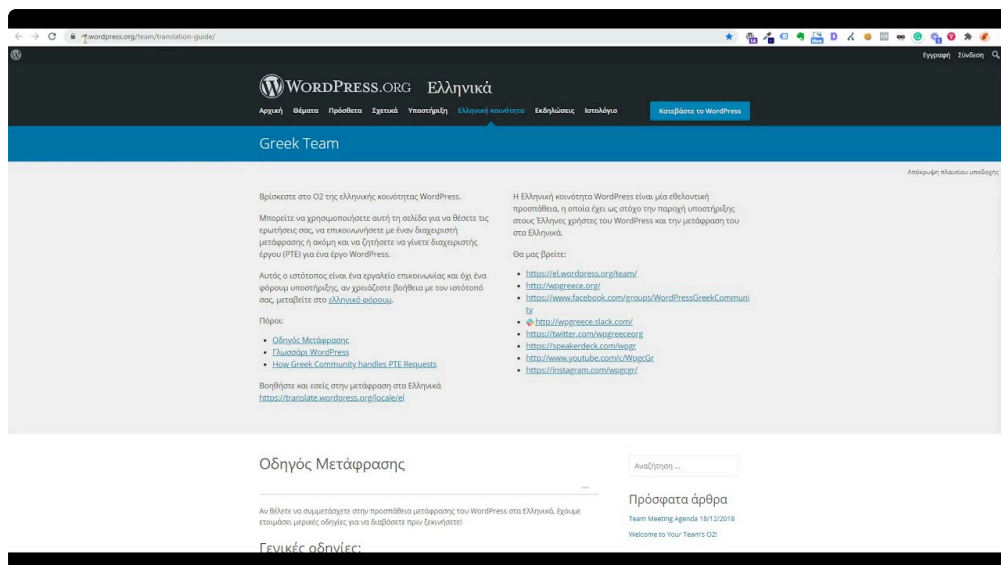 .wordpress.org/team/translation-guide/
Εγγραφή Σύνδεση
WORDPRESS.ORG Ελληνικά
Αρχική Θέματα Πρόσθετα Σχετικά Υποστήριξη Ελληνική κοινότητα Εκδηλώσεις Ιστολόγιο Κατεβάστε το WordPress
Greek Team
Απόκρυψη πλαισίου υποδοχής
Βρίσκεστε στο O2 της ελληνικής κοινότητας WordPress.
Μπορείτε να χρησιμοποιήσετε αυτή τη σελίδα για να θέσετε τις
ερωτήσεις σας, να επικοινωνήσετε με έναν διαχειριστή
μετάφρασης ή ακόμη και να ζητήσετε να γίνετε διαχειριστής
έργου (PTE) για ένα έργο WordPress.
Αυτός ο ιστότοπος είναι ένα εργαλείο επικοινωνίας και όχι ένα
φόρουμ υποστήριξης, αν χρειάζεστε βοήθεια με τον ιστότοπό
σας, μεταβείτε στο ελληνικό φόρουμ.
Πόροι:
Οδηγός Μετάφρασης
Γλωσσάρι WordPress
How Greek Community handles PTE Requests
Βοηθήστε και εσείς στην μετάφραση στα Ελληνικά
https://translate.wordpress.org/locale/el
Η Ελληνική κοινότητα WordPress είναι μία εθελοντική
προσπάθεια, η οποία έχει ως στόχο την παροχή υποστήριξης
στους Έλληνες χρήστες του WordPress και την μετάφραση του
στα Ελληνικά.
Θα μας βρείτε:
https://el.wordpress.org/team/
http://wpgreece.org/
https://www.facebook.com/groups/WordPressGreekCommuni
ty
http://wpgreece.slack.com/
https://twitter.com/wpgreeceorg
https://speakerdeck.com/wpgr
http://www.youtube.com/c/WpgcGr
https://instagram.com/wpgcgr/
Οδηγός Μετάφρασης
Αν θέλετε να συμμετάσχετε στην προσπάθεια μετάφρασης του WordPress στα Ελληνικά, έχουμε
ετοιμάσει μερικές οδηγίες για να διαβάσετε πριν ξεκινήσετε!
Γενικές οδηγίες:
Αναζήτηση ...
Πρόσφατα άρθρα
Team Meeting Agenda 18/12/2018
Welcome to Your Team's O2!